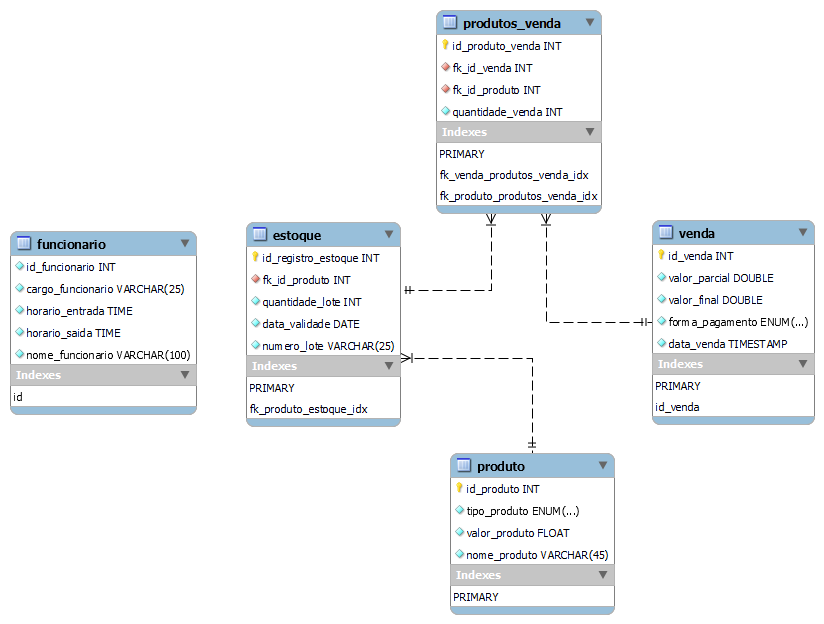 produtos_venda
id_produto_venda INT
fk_id_venda INT
fk_id_produto INT
quantidade_venda INT
Indexes
PRIMARY
fk_venda_produtos_venda_idx
fk_produto_produtos_venda_idx
funcionario
id_funcionario INT
cargo_funcionario VARCHAR(25)
horario_entrada TIME
horario_saida TIME
nome_funcionario VARCHAR(100)
Indexes
id
estoque
id_registro_estoque INT
fk_id_produto INT
quantidade_lote INT
data_validade DATE
numero_lote VARCHAR(25)
Indexes
PRIMARY
fk_produto_estoque_idx
venda
id_venda INT
valor_parcial DOUBLE
valor_final DOUBLE
forma_pagamento ENUM(...)
data_venda TIMESTAMP
Indexes
PRIMARY
id_venda
produto
id_produto INT
tipo_produto ENUM(...)
valor_produto FLOAT
nome_produto VARCHAR(45)
Indexes
PRIMARY